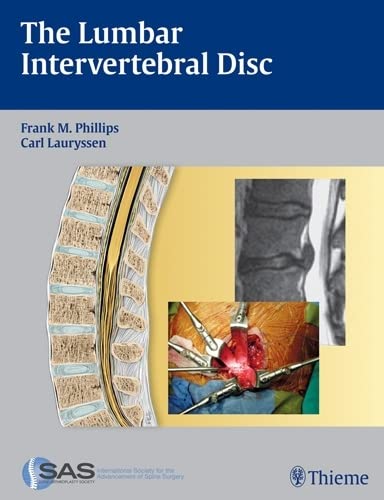 The Lumbar
Intervertebral Disc
Frank M. Phillips
Carl Lauryssen
SAS
International Society for the
Advancement of Spine Surgery
Thieme